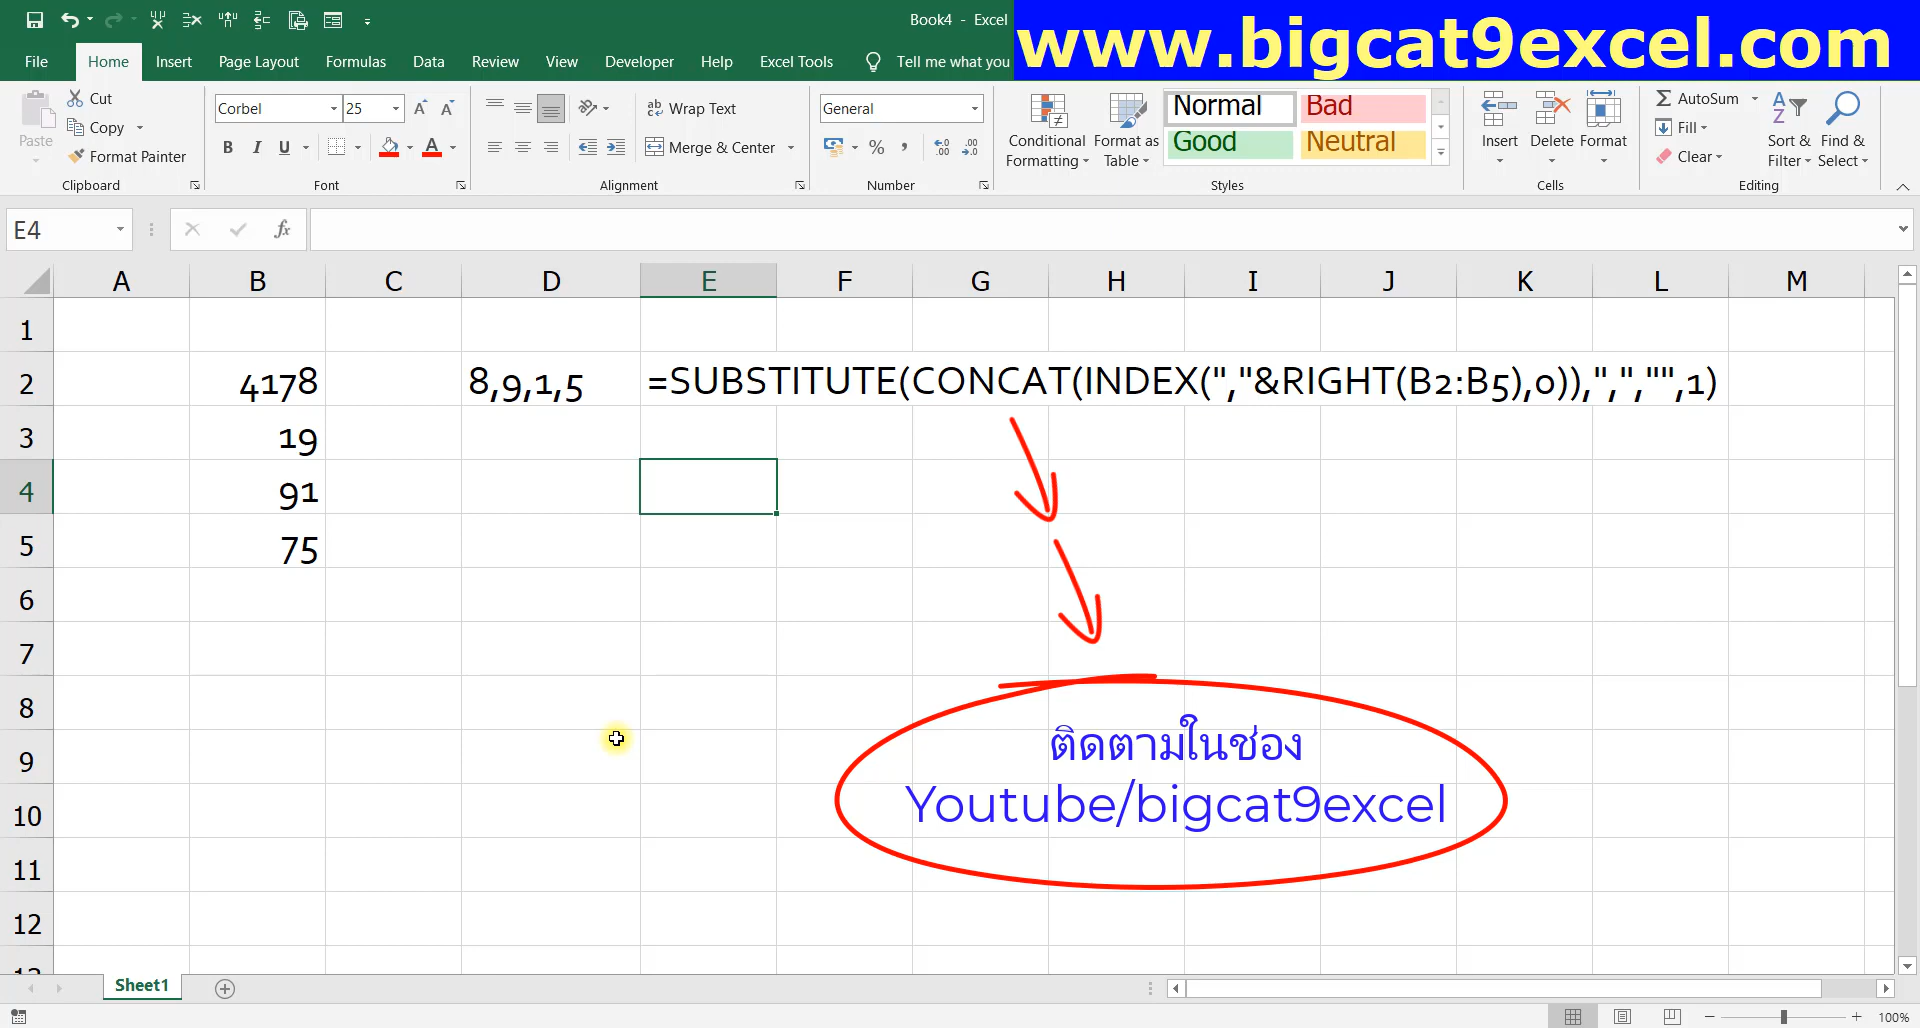 Book4 - Excel
www.bigcat9excel.com
File Home Insert Page Layout Formulas Data Review View Developer Help Excel Tools Tell me what you
Paste
Cut
Copy
Format Painter
Clipboard
Corbel 25
B I U
Font
Wrap Text
Merge & Center
Alignment
General
Number
Conditional Formatting
Format as Table
Normal Bad
Good Neutral
Styles
Insert Delete Format
Cells
AutoSum
Fill
Clear
Sort & Filter
Find & Select
Editing
E4 fx
A B C D E F G H I J K L M
1
2 4178 8,9,1,5 =SUBSTITUTE(CONCAT(INDEX(","&RIGHT(B2:B5),0)),",","",1)
3 19
4 91
5 75
6
7
8
9
10
11
12
13
ติดตามในช่อง
Youtube/bigcat9excel
Sheet1
100%